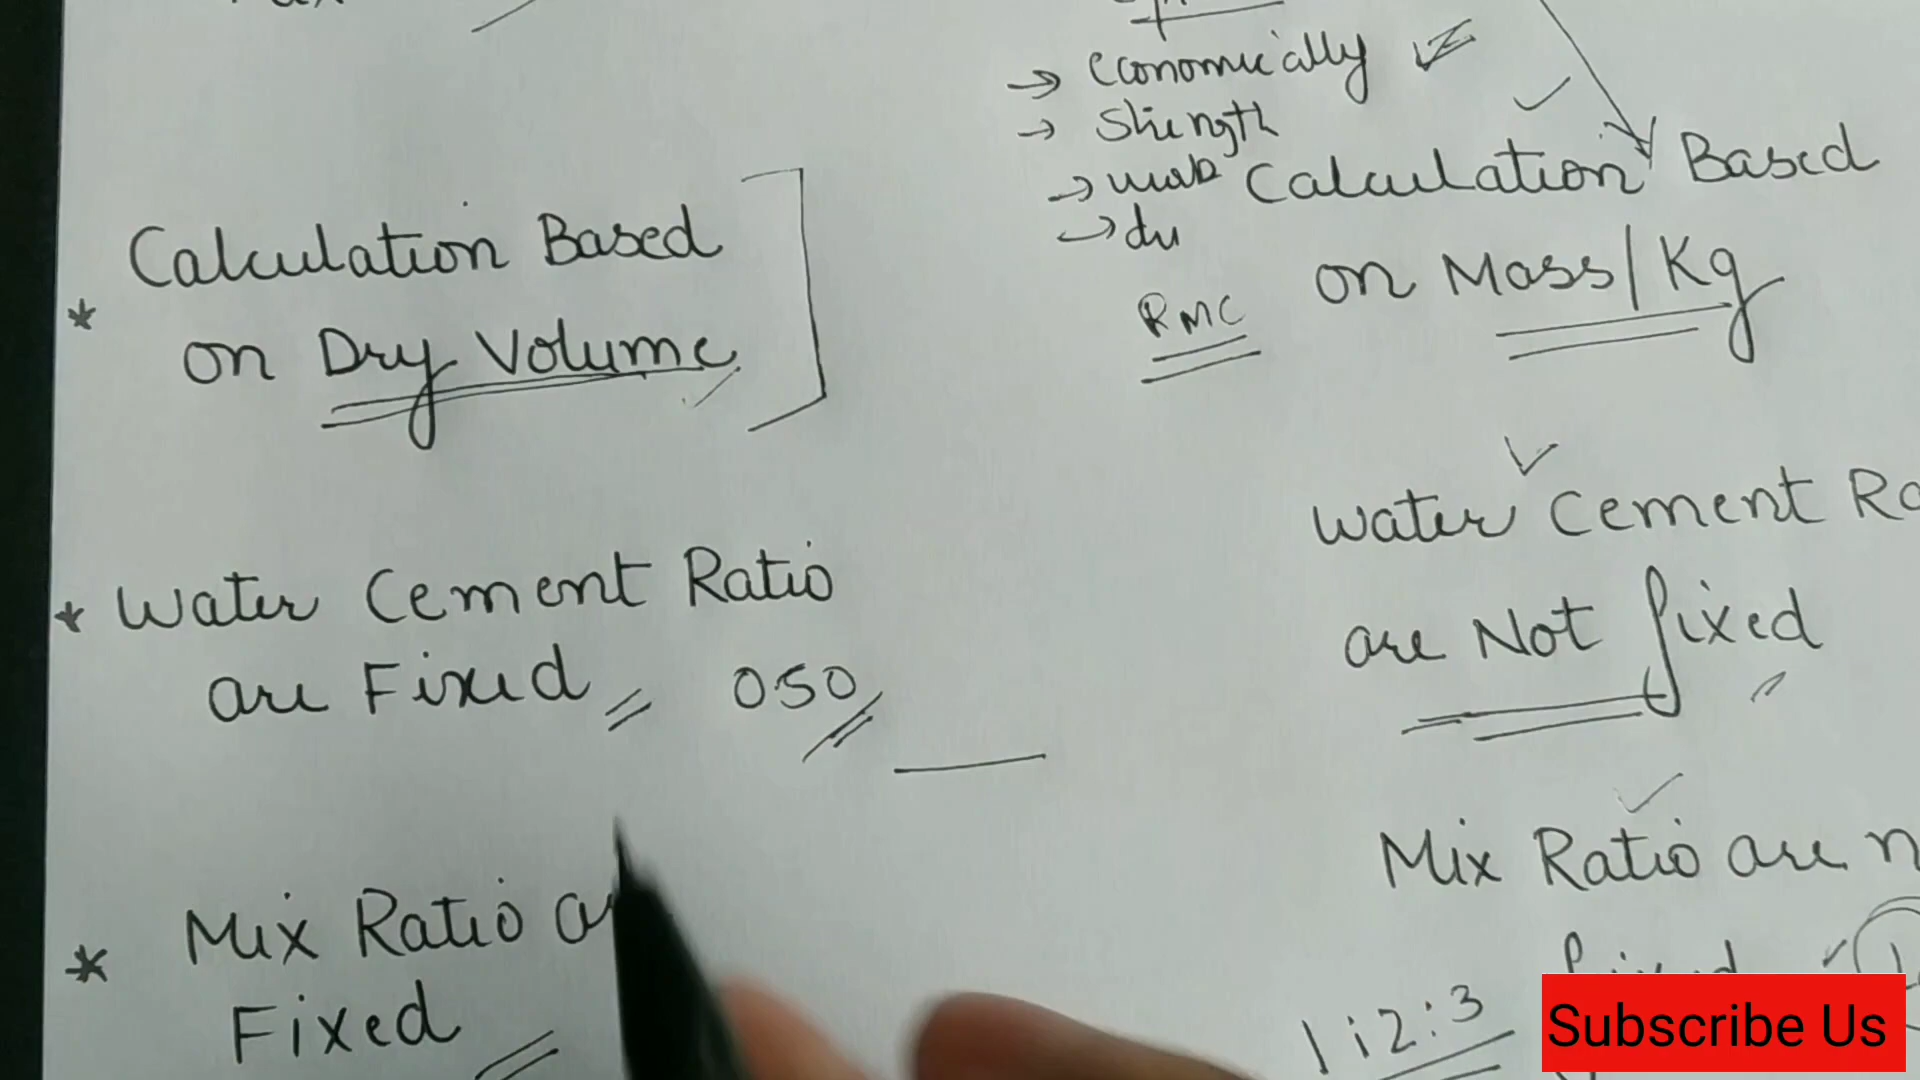 → Economically
→ Strength
→ du
RMC
* Calculation Based
on Dry Volume
* Water Cement Ratio
are Fixed 0.50
* Mix Ratio
Fixed
Calculation Based
on Mass/Kg
Water Cement
are Not fixed
Mix Ratio are
1:2:3
Subscribe Us